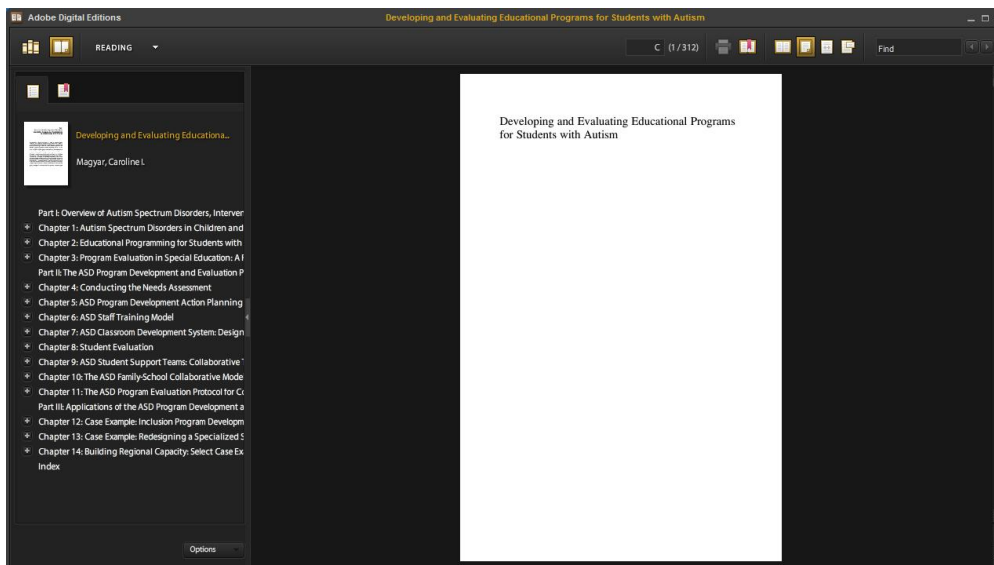 Adobe Digital Editions
Developing and Evaluating Educational Programs for Students with Autism
READING
C (1/312)
Find
Developing and Evaluating Educationa...
Magyar, Caroline I.
Part I: Overview of Autism Spectrum Disorders, Interver
Chapter 1: Autism Spectrum Disorders in Children and
Chapter 2: Educational Programming for Students with
Chapter 3: Program Evaluation in Special Education: A F
Part II: The ASD Program Development and Evaluation P
Chapter 4: Conducting the Needs Assessment
Chapter 5: ASD Program Development Action Planning
Chapter 6: ASD Staff Training Model
Chapter 7: ASD Classroom Development System: Design
Chapter 8: Student Evaluation
Chapter 9: ASD Student Support Teams: Collaborative
Chapter 10: The ASD Family-School Collaborative Mode
Chapter 11: The ASD Program Evaluation Protocol for Co
Part III: Applications of the ASD Program Development a
Chapter 12: Case Example: Inclusion Program Developm
Chapter 13: Case Example: Redesigning a Specialized S
Chapter 14: Building Regional Capacity: Select Case Ex
Index
Options
Developing and Evaluating Educational Programs
for Students with Autism